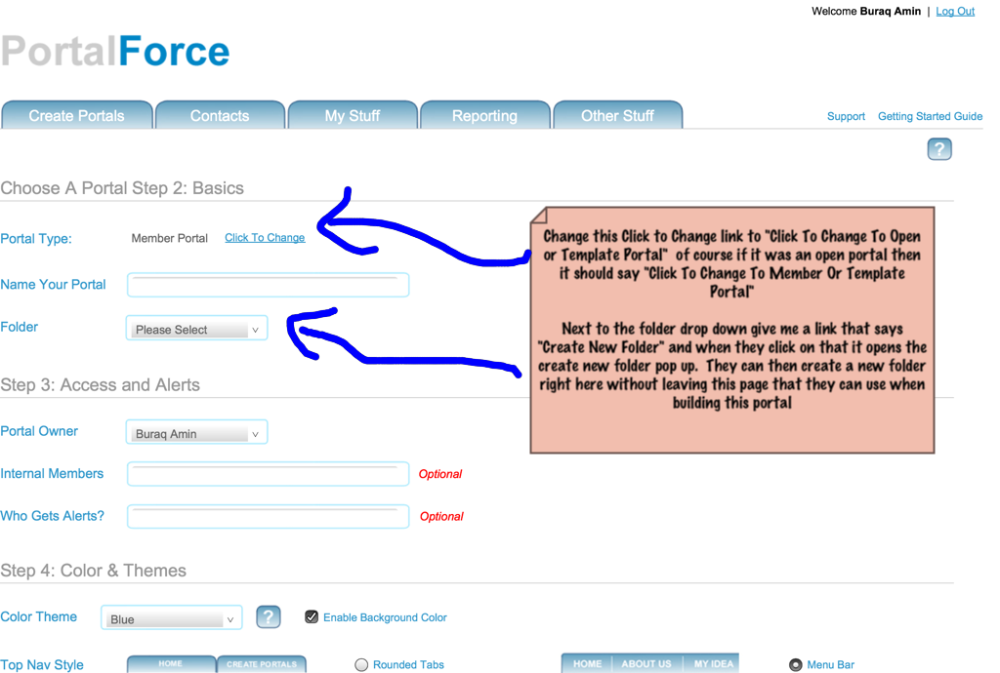 Welcome Buraq Amin | Log Out
PortalForce
Create Portals Contacts My Stuff Reporting Other Stuff Support Getting Started Guide
?
Choose A Portal Step 2: Basics
Portal Type: Member Portal Click To Change
Name Your Portal
Folder Please Select
Change this Click to Change link to "Click To Change To Open
or Template Portal" of course if it was an open portal then
it should say "Click To Change To Member Or Template
Portal"
Next to the folder drop down give me a link that says
"Create New Folder" and when they click on that it opens the
create new folder pop up. They can then create a new folder
right here without leaving this page that they can use when
building this portal
Step 3: Access and Alerts
Portal Owner Buraq Amin
Internal Members Optional
Who Gets Alerts? Optional
Step 4: Color & Themes
Color Theme Blue ? Enable Background Color
Top Nav Style HOME CREATE PORTALS Rounded Tabs HOME ABOUT US MY IDEA Menu Bar